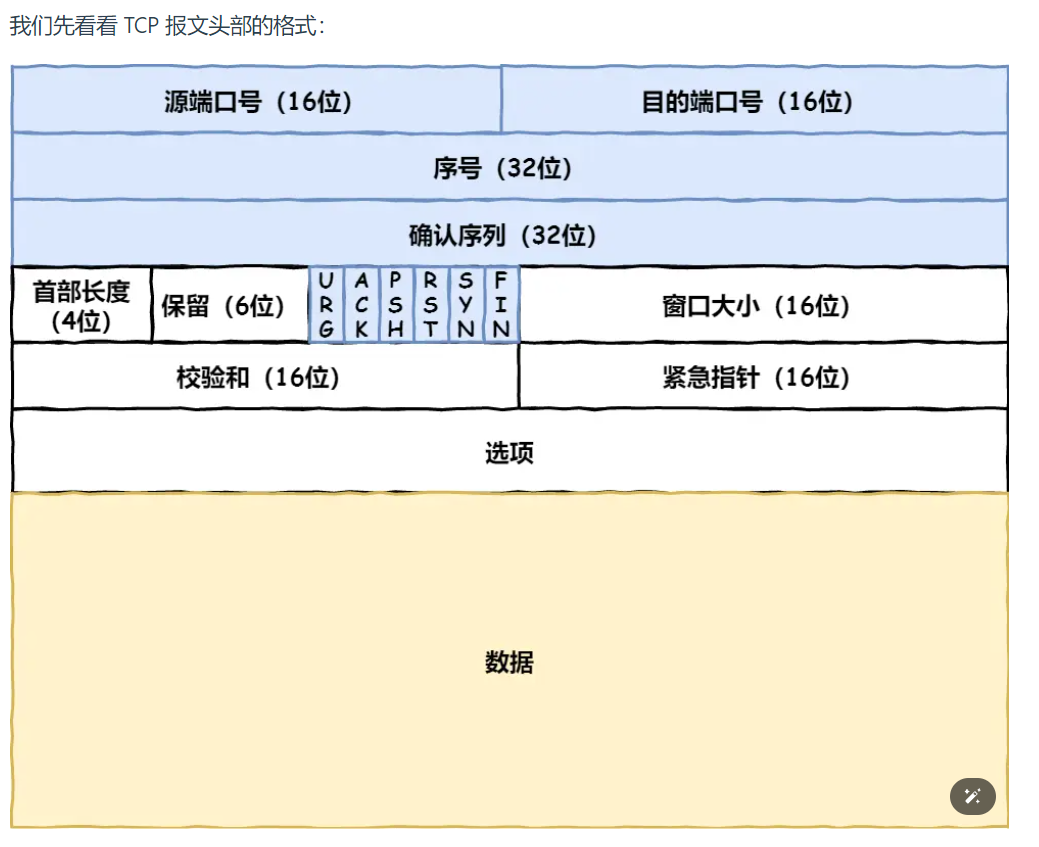 我们先看看 TCP 报文头部的格式：
源端口号（16位）
目的端口号（16位）
序号（32位）
确认序列（32位）
首部长度
（4位）
保留（6位）
URG
ACK
PSH
RST
SYN
FIN
窗口大小（16位）
校验和（16位）
紧急指针（16位）
选项
数据